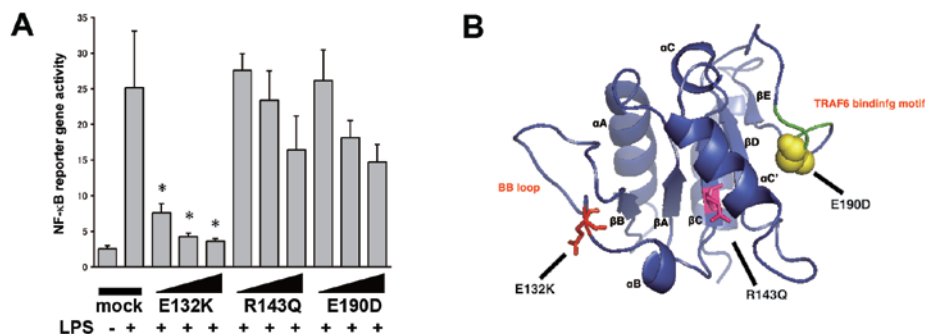 A
NF-κB reporter gene activity
35
30
25
20
15
10
5
0
*
*
*
mock
E132K
R143Q
E190D
LPS
- + + + + + + + + + +
B
αC
βE
TRAF6 bindinfg motif
αA
βD
BB loop
αC'
E190D
βB
βA
βC
E132K
αB
R143Q